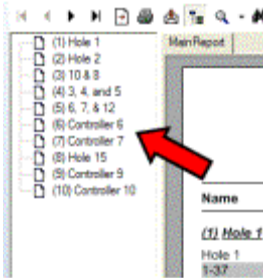 MainReport
(1) Hole 1
(2) Hole 2
(3) 10 & 8
(4) 3, 4, and 5
(5) 6, 7, & 12
(6) Controller 6
(7) Controller 7
(8) Hole 15
(9) Controller 9
(10) Controller 10
Name
(1) Hole 1
Hole 1
1-37